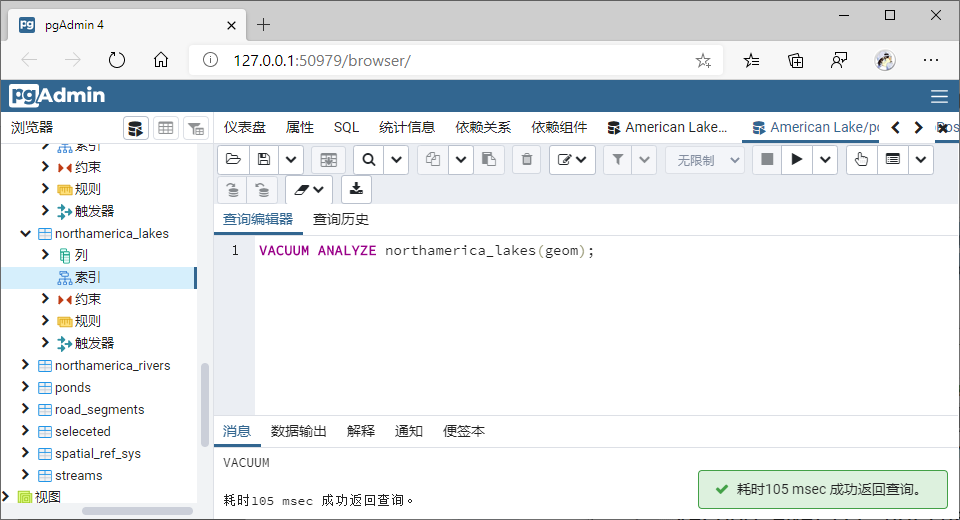 pgAdmin 4
127.0.0.1:50979/browser/
pgAdmin
浏览器
仪表盘 属性 SQL 统计信息 依赖关系 依赖组件 American Lake... American Lake/po
索引
约束
规则
触发器
northamerica_lakes
列
索引
约束
规则
触发器
northamerica_rivers
ponds
road_segments
seleceted
spatial_ref_sys
streams
视图
无限制
查询编辑器 查询历史
1 VACUUM ANALYZE northamerica_lakes(geom);
消息 数据输出 解释 通知 便签本
VACUUM
耗时105 msec 成功返回查询。
耗时105 msec 成功返回查询。